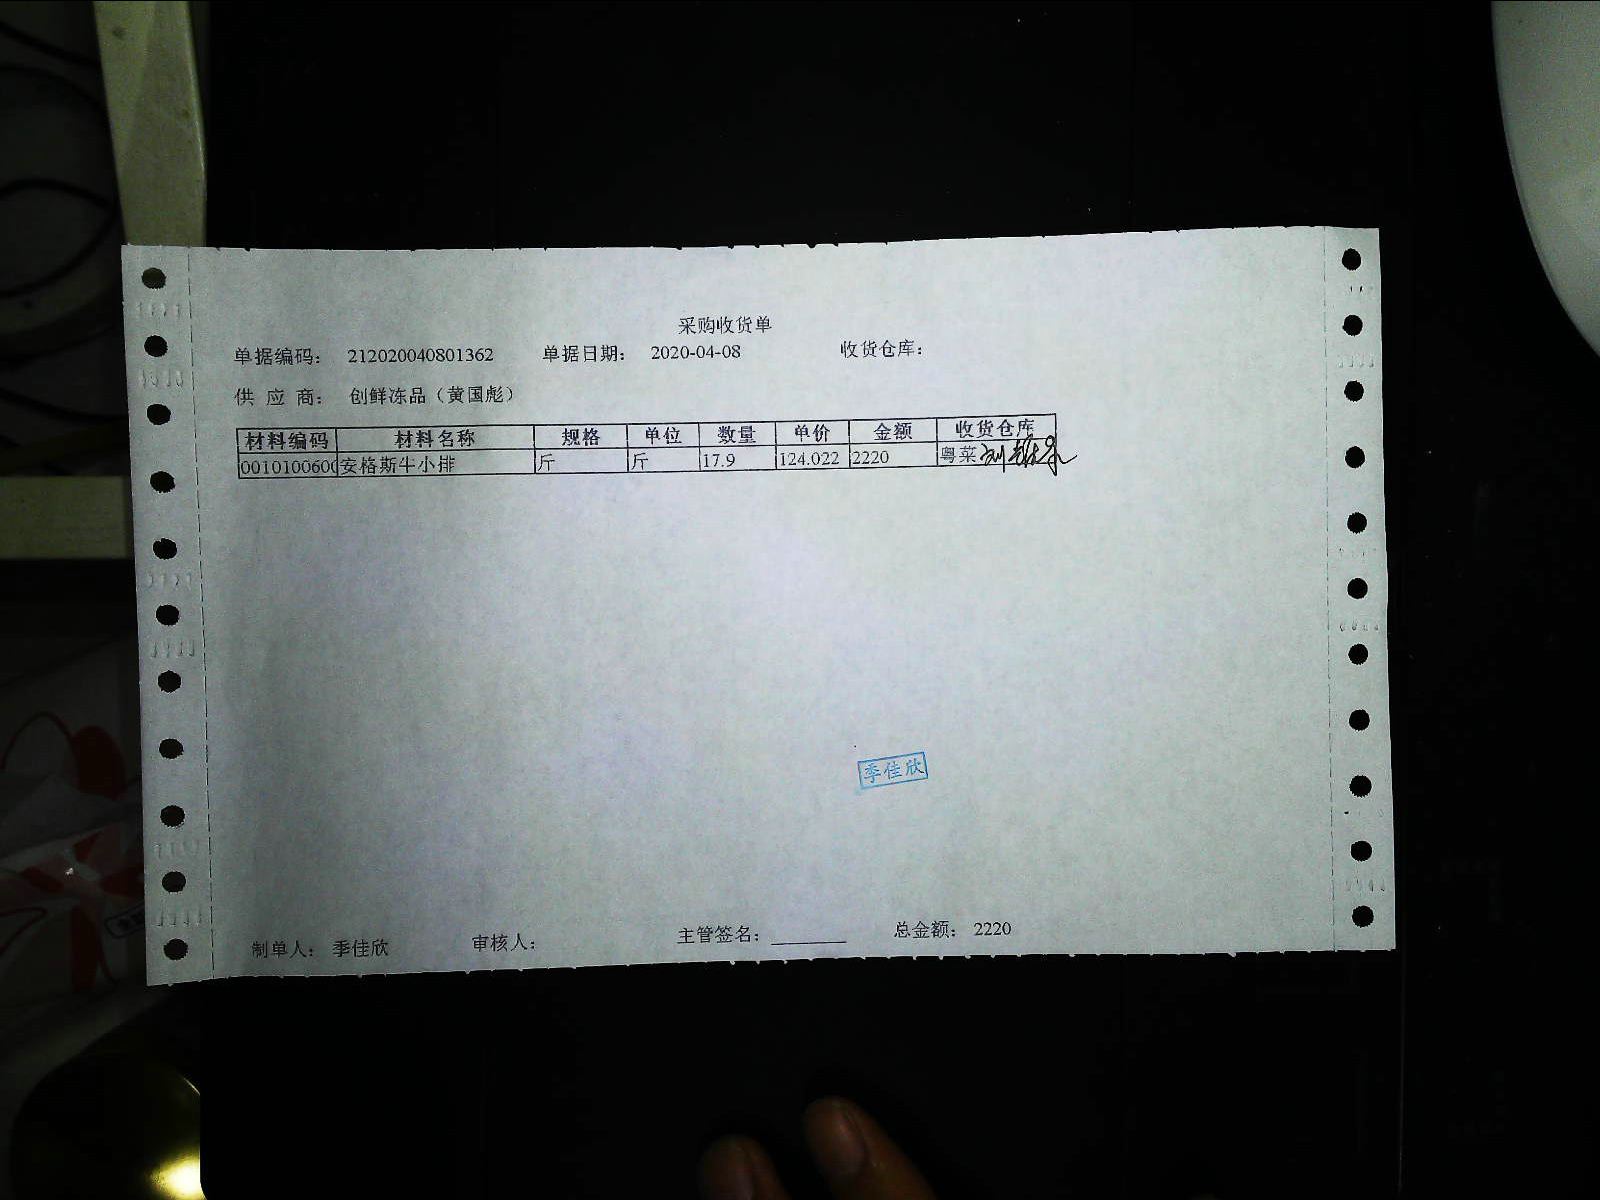 采购收货单
单据编码： 212020040801362 单据日期： 2020-04-08 收货仓库：
供 应 商： 创鲜冻品（黄国彪）
材料编码 材料名称 规格 单位 数量 单价 金额 收货仓库
0010100600 安格斯牛小排 斤 斤 17.9 124.022 2220 粤菜
季佳欣
制单人： 季佳欣 审核人： 主管签名： ________ 总金额： 2220